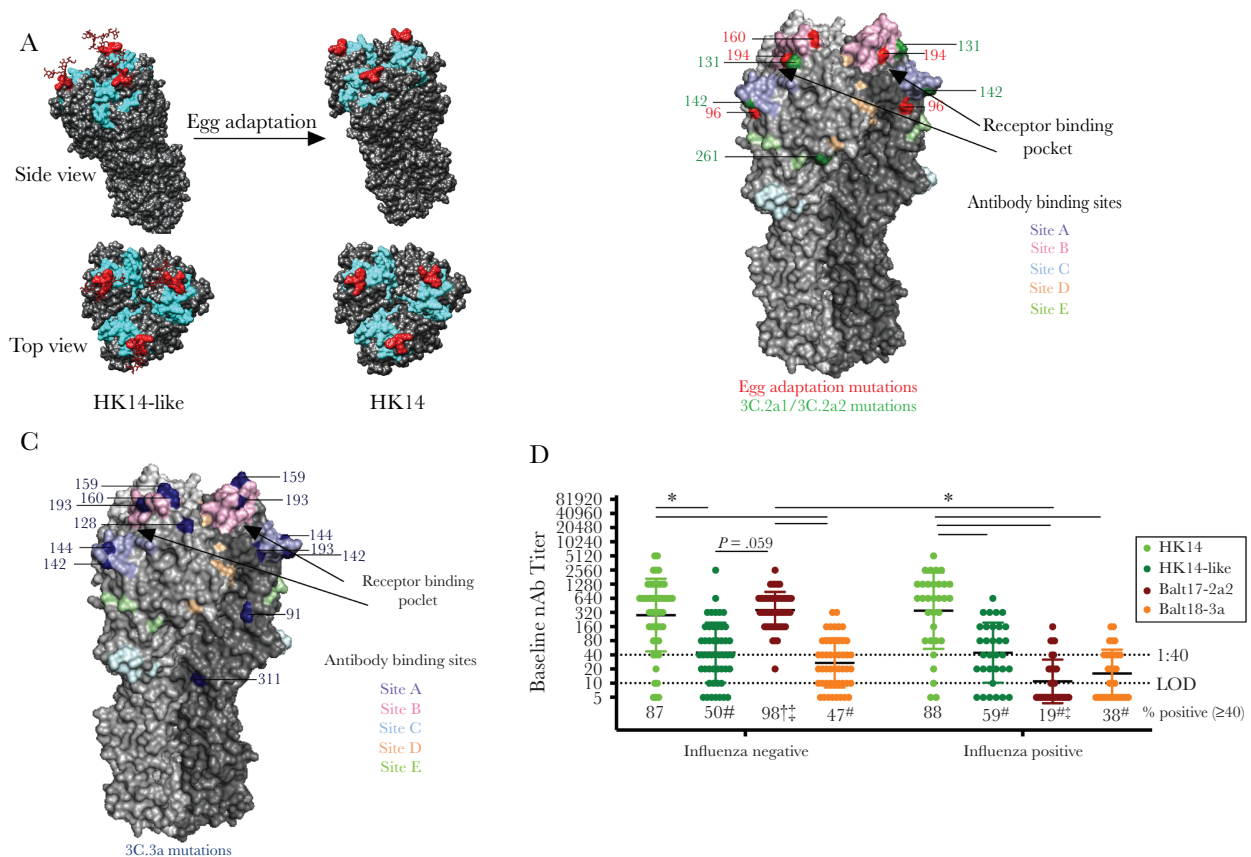 A
Egg adaptation
Side view
Top view
HK14-like
HK14
160
194
131
142
96
261
131
194
142
96
Receptor binding
pocket
Antibody binding sites
Site A
Site B
Site C
Site D
Site E
Egg adaptation mutations
3C.2a1/3C.2a2 mutations
C
159
160
193
128
144
142
159
193
144
193
142
91
311
Receptor binding
poclet
Antibody binding sites
Site A
Site B
Site C
Site D
Site E
3C.3a mutations
D
Baseline nAb Titer
81920
40960
20480
10240
5120
2560
1280
640
320
160
80
40
20
10
5
*
*
P = .059
1:40
LOD
87 50# 98†‡ 47# 88 59# 19#‡ 38# % positive (≥40)
Influenza negative
Influenza positive
HK14
HK14-like
Balt17-2a2
Balt18-3a